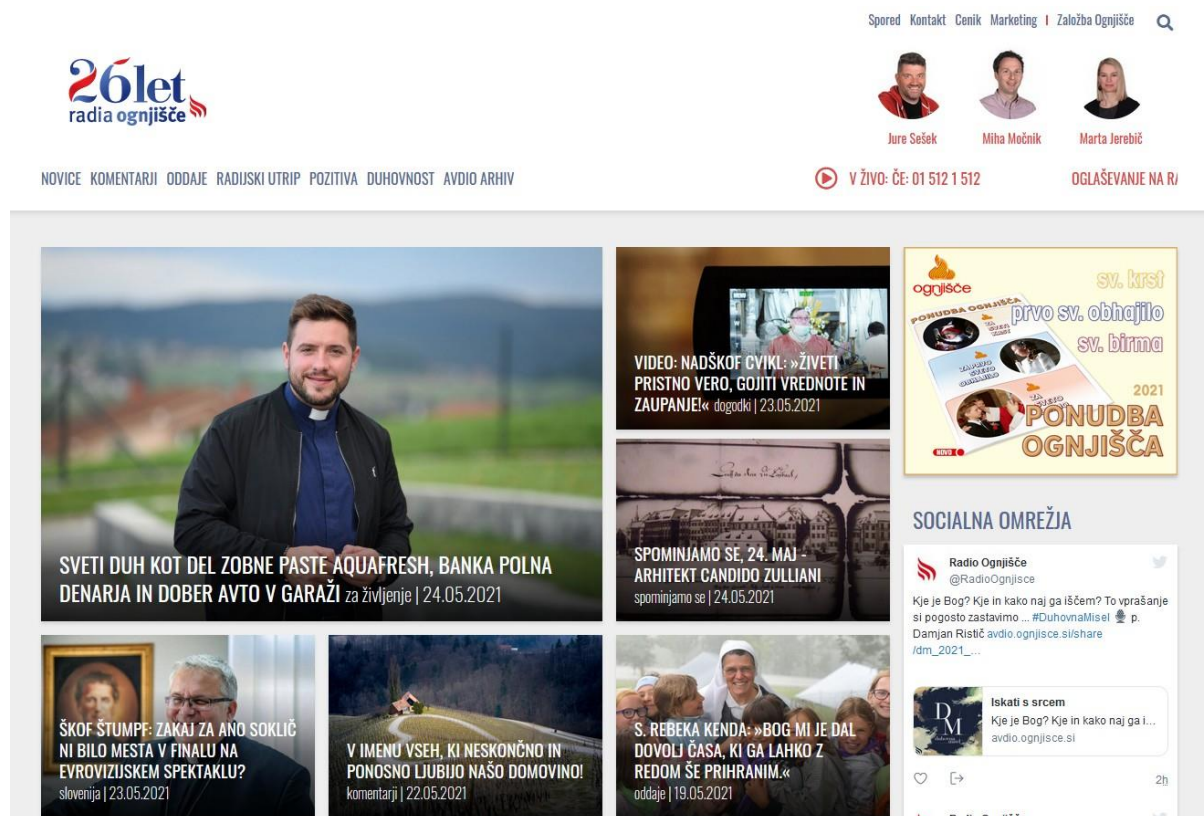 Spored Kontakt Cenik Marketing | Založba Ognjišče
26 let
radia ognjišče
Jure Sešek
Miha Močnik
Marta Jerebič
NOVICE KOMENTARJI ODDAJE RADIJSKI UTRIP POZITIVA DUHOVNOST AVDIO ARHIV
V ŽIVO: ČE: 01 512 1 512
OGLAŠEVANJE NA RA
SVETI DUH KOT DEL ZOBNE PASTE AQUAFRESH, BANKA POLNA
DENARJA IN DOBER AVTO V GARAŽI za življenje | 24.05.2021
VIDEO: NADŠKOF CVIKL: »ŽIVETI
PRISTNO VERO, GOJITI VREDNOTE IN
ZAUPANJE!« dogodki | 23.05.2021
SPOMINJAMO SE, 24. MAJ -
ARHITEKT CANDIDO ZULLIANI
spominjamo se | 24.05.2021
ŠKOF ŠTUMPF: ZAKAJ ZA ANO SOKLIČ
NI BILO MESTA V FINALU NA
EVROVIZIJSKEM SPEKTAKLU?
slovenija | 23.05.2021
V IMENU VSEH, KI NESKONČNO IN
PONOSNO LJUBIJO NAŠO DOMOVINO!
komentarji | 22.05.2021
S. REBEKA KENDA: »BOG MI JE DAL
DOVOLJ ČASA, KI GA LAHKO Z
REDOM ŠE PRIHRANIM.«
oddaje | 19.05.2021
ognjišče
sv. krst
prvo sv. obhajilo
sv. birma
PONUDBA OGNJIŠČA
2021
PONUDBA
OGNJIŠČA
NOVO
SOCIALNA OMREŽJA
Radio Ognjišče
@RadioOgnjisce
Kje je Bog? Kje in kako naj ga iščem? To vprašanje
si pogosto zastavimo ... #DuhovnaMisel p.
Damjan Ristič avdio.ognjisce.si/share
/dm_2021_...
DM
Iskati s srcem
Kje je Bog? Kje in kako naj ga i...
avdio.ognjisce.si
2h